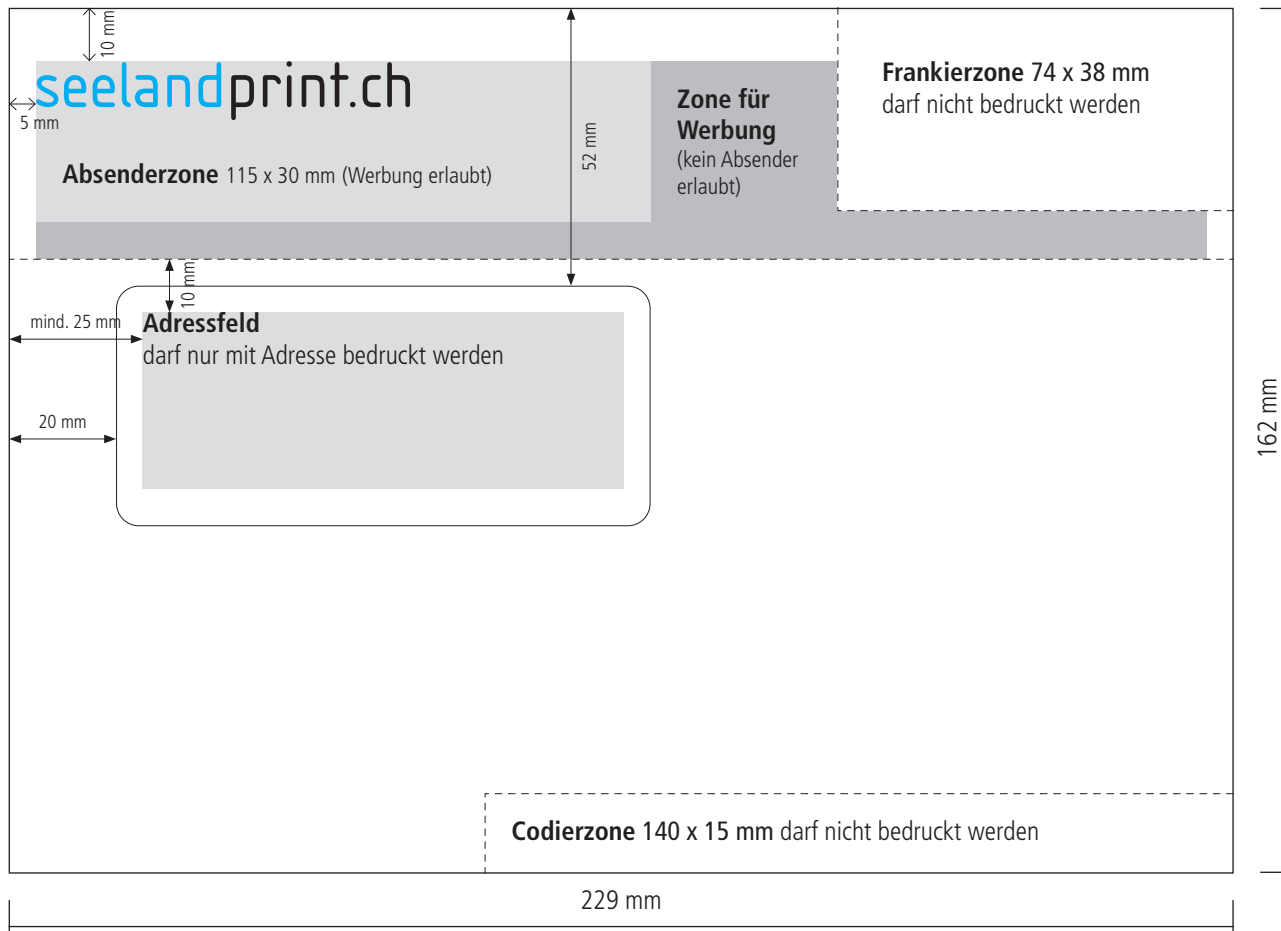 10 mm
seelandprint.ch
5 mm
Absenderzone 115 x 30 mm (Werbung erlaubt)
52 mm
Zone für
Werbung
(kein Absender
erlaubt)
Frankierzone 74 x 38 mm
darf nicht bedruckt werden
10 mm
mind. 25 mm
Adressfeld
darf nur mit Adresse bedruckt werden
20 mm
162 mm
Codierzone 140 x 15 mm darf nicht bedruckt werden
229 mm